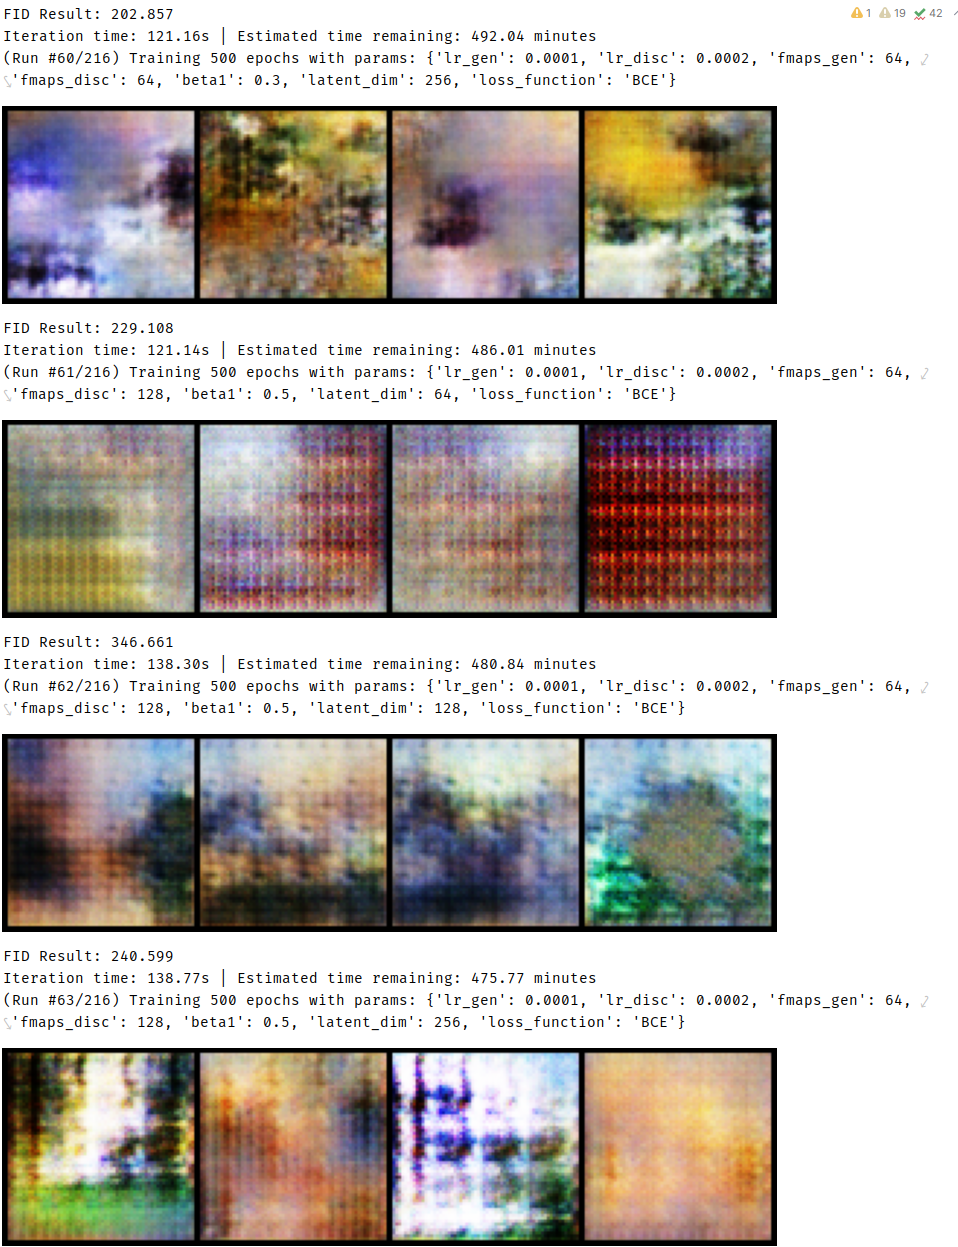 FID Result: 202.857
1 19 42
Iteration time: 121.16s | Estimated time remaining: 492.04 minutes
(Run #60/216) Training 500 epochs with params: {'lr_gen': 0.0001, 'lr_disc': 0.0002, 'fmaps_gen': 64,
'fmaps_disc': 64, 'beta1': 0.3, 'latent_dim': 256, 'loss_function': 'BCE'}
FID Result: 229.108
Iteration time: 121.14s | Estimated time remaining: 486.01 minutes
(Run #61/216) Training 500 epochs with params: {'lr_gen': 0.0001, 'lr_disc': 0.0002, 'fmaps_gen': 64,
'fmaps_disc': 128, 'beta1': 0.5, 'latent_dim': 64, 'loss_function': 'BCE'}
FID Result: 346.661
Iteration time: 138.30s | Estimated time remaining: 480.84 minutes
(Run #62/216) Training 500 epochs with params: {'lr_gen': 0.0001, 'lr_disc': 0.0002, 'fmaps_gen': 64,
'fmaps_disc': 128, 'beta1': 0.5, 'latent_dim': 128, 'loss_function': 'BCE'}
FID Result: 240.599
Iteration time: 138.77s | Estimated time remaining: 475.77 minutes
(Run #63/216) Training 500 epochs with params: {'lr_gen': 0.0001, 'lr_disc': 0.0002, 'fmaps_gen': 64,
'fmaps_disc': 128, 'beta1': 0.5, 'latent_dim': 256, 'loss_function': 'BCE'}